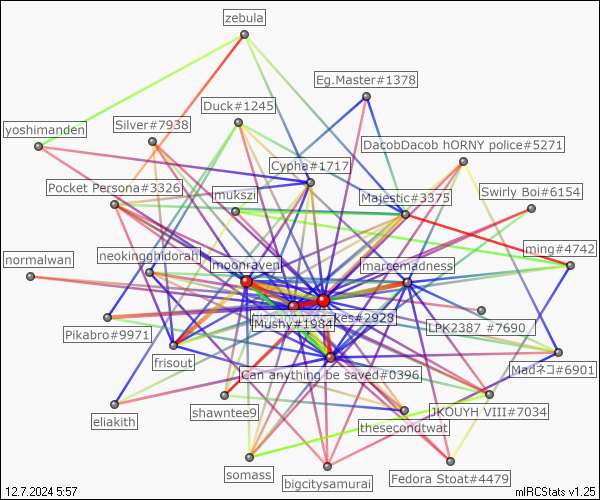 zebula
Eg.Master#1378
Duck#1245
yoshimanden
Silver#7938
DacobDacob hORNY police#5271
Cypha#1717
Pocket Persona#3326
mukszi
Majestic#3375
Swirly Boi#6154
normalwan
neokingghidorah
moonraven
marcemadness
ming#4742
Pikabro#9971
Mushy#1984
kes#2928
LPK2387 #7690
frisout
Can anything be saved#0396
Madネコ#6901
eliakith
shawntee9
thesecondtwat
JKOUYH VIII#7034
somass
bigcitysamurai
Fedora Stoat#4479
12.7.2024 5:57
mIRCStats v1.25